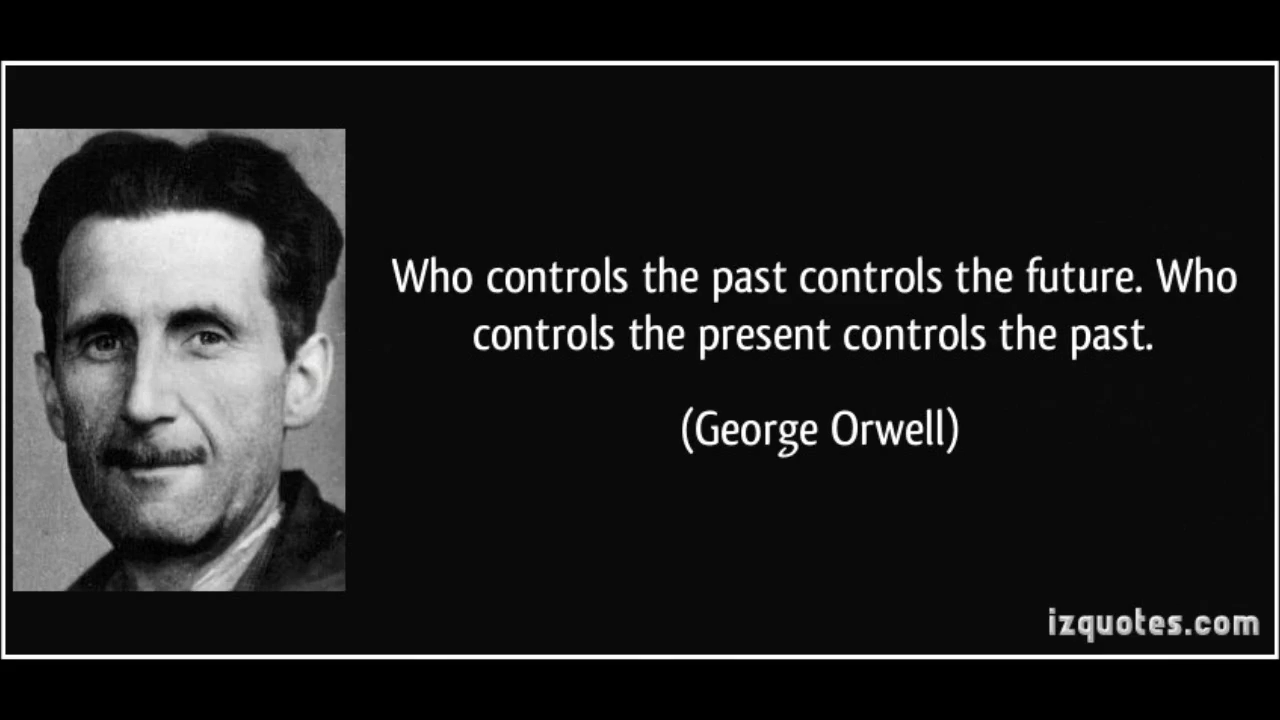 Who controls the past controls the future. Who
controls the present controls the past.
(George Orwell)
izquotes.com